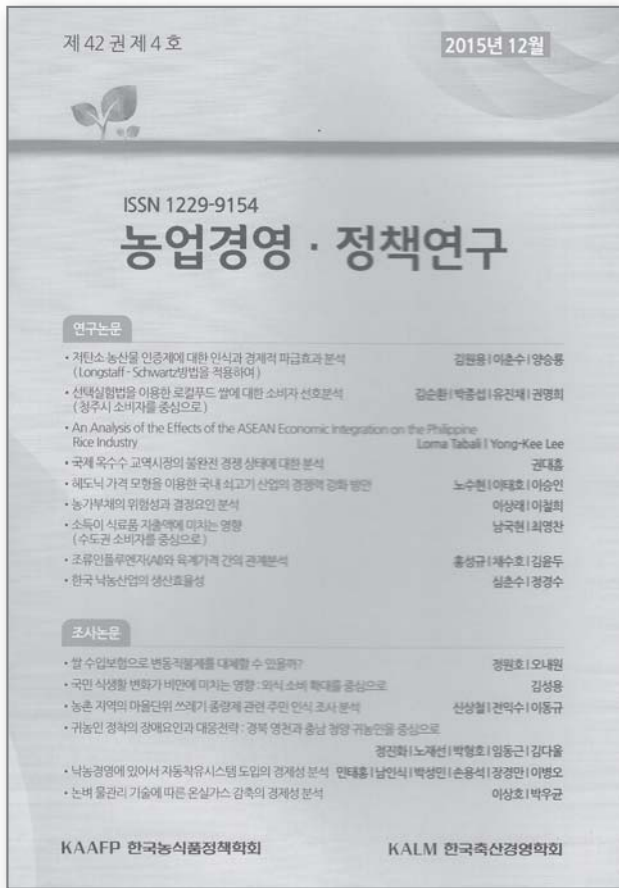 제 42 권 제 4 호
2015년 12월
ISSN 1229-9154
농업경영 · 정책연구
연구논문
• 저탄소 농산물 인증제에 대한 인식과 경제적 파급효과 분석 김원용 | 이춘수 | 양승룡
( Longstaff - Schwartz방법을 적용하여 )
• 선택실험법을 이용한 로컬푸드 쌀에 대한 소비자 선호분석 김순환 | 박종섭 | 유진채 | 권명희
( 청주시 소비자를 중심으로 )
• An Analysis of the Effects of the ASEAN Economic Integration on the Philippine
Rice Industry Lorna Tabali | Yong-Kee Lee
• 국제 옥수수 교역시장의 불완전 경쟁 상태에 대한 분석 권대흠
• 헤도닉 가격 모형을 이용한 국내 쇠고기 산업의 경쟁력 강화 방안 노수현 | 이태호 | 이승인
• 농가부채의 위험성과 결정요인 분석 이상래 | 이철희
• 소득이 식료품 지출액에 미치는 영향 남국현 | 최영찬
( 수도권 소비자를 중심으로 )
• 조류인플루엔자(AI)와 육계가격 간의 관계분석 홍성규 | 채수호 | 김윤두
• 한국 낙농산업의 생산효율성 심춘수 | 정경수
조사논문
• 쌀 수입보험으로 변동직불제를 대체할 수 있을까? 정원호 | 오내원
• 국민 식생활 변화가 비만에 미치는 영향 : 외식 소비 확대를 중심으로 김성용
• 농촌 지역의 마을단위 쓰레기 종량제 관련 주민 인식 조사 분석 신상철 | 전익수 | 이동규
• 귀농인 정착의 장애요인과 대응전략 : 경북 영천과 충남 청양 귀농인을 중심으로
정진화 | 노재선 | 박형호 | 임동근 | 김다울
• 낙농경영에 있어서 자동착유시스템 도입의 경제성 분석 민태홍 | 남인식 | 박성민 | 손용석 | 장경만 | 이병오
• 논벼 물관리 기술에 따른 온실가스 감축의 경제성 분석 이상호 | 박우균
KAAFP 한국농식품정책학회
KALM 한국축산경영학회